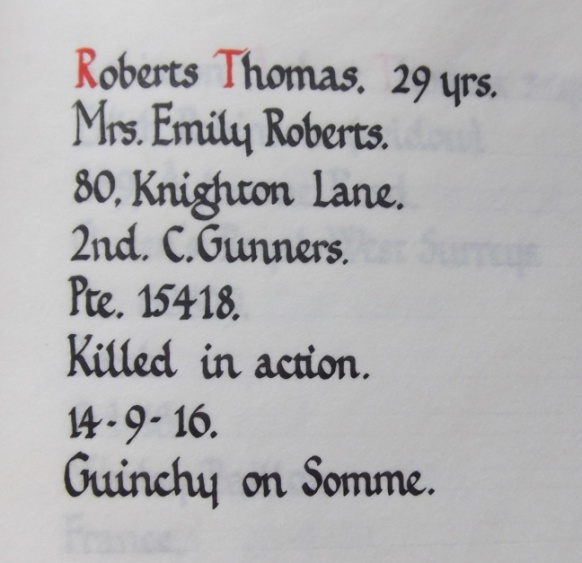 Roberts Thomas. 29 yrs.
Mrs. Emily Roberts.
80, Knighton Lane.
2nd. C.Gunners.
Pte. 15418.
Killed in action.
14-9-16.
Guinchy on Somme.